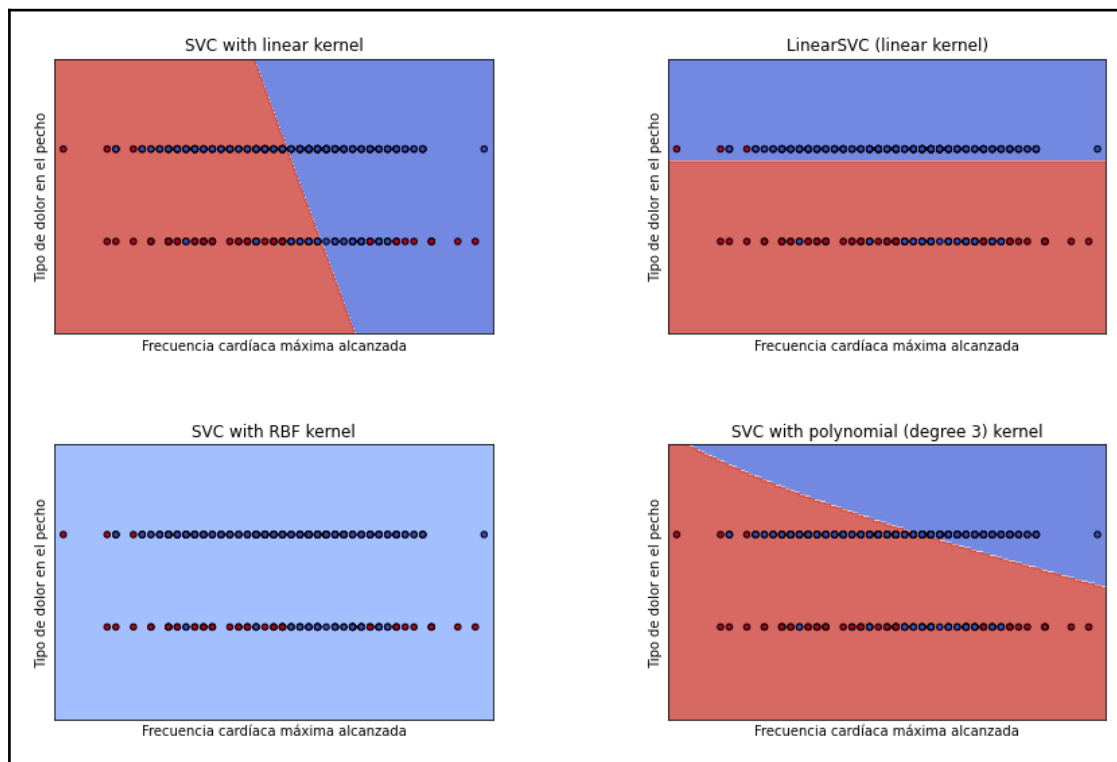 SVC with linear kernel
Tipo de dolor en el pecho
Frecuencia cardíaca máxima alcanzada
LinearSVC (linear kernel)
Tipo de dolor en el pecho
Frecuencia cardíaca máxima alcanzada
SVC with RBF kernel
Tipo de dolor en el pecho
Frecuencia cardíaca máxima alcanzada
SVC with polynomial (degree 3) kernel
Tipo de dolor en el pecho
Frecuencia cardíaca máxima alcanzada